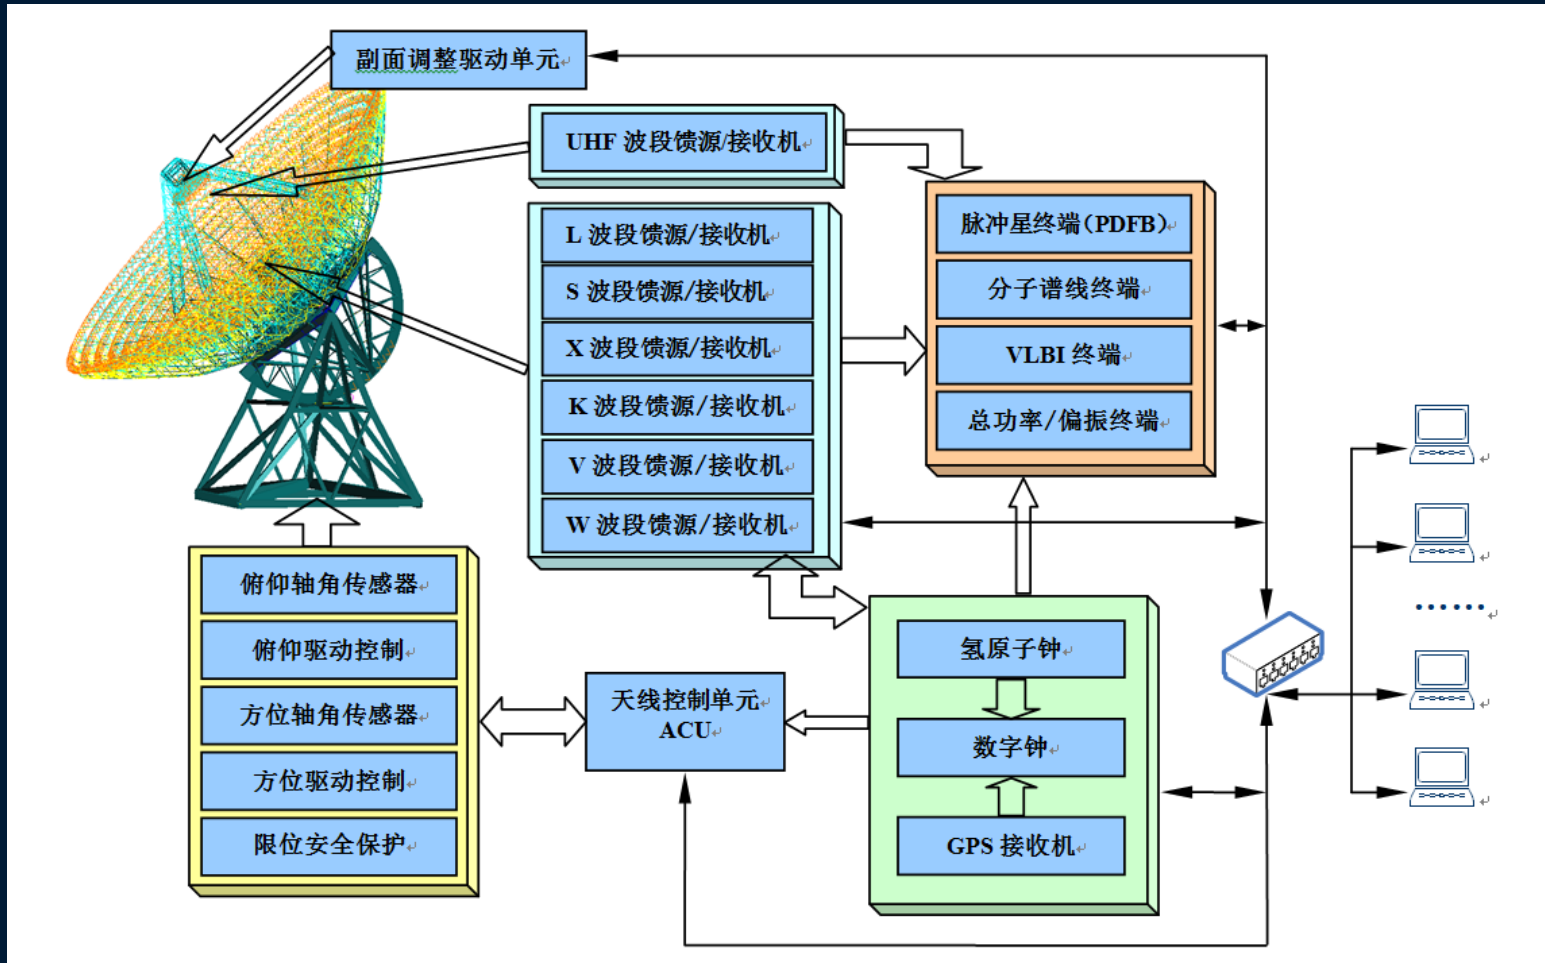 副面调整驱动单元
UHF 波段馈源/接收机
L 波段馈源/接收机
S 波段馈源/接收机
X 波段馈源/接收机
K 波段馈源/接收机
V 波段馈源/接收机
W 波段馈源/接收机
脉冲星终端(PDFB)
分子谱线终端
VLBI 终端
总功率/偏振终端
俯仰轴角传感器
俯仰驱动控制
方位轴角传感器
方位驱动控制
限位安全保护
天线控制单元
ACU
氢原子钟
数字钟
GPS 接收机
••••••